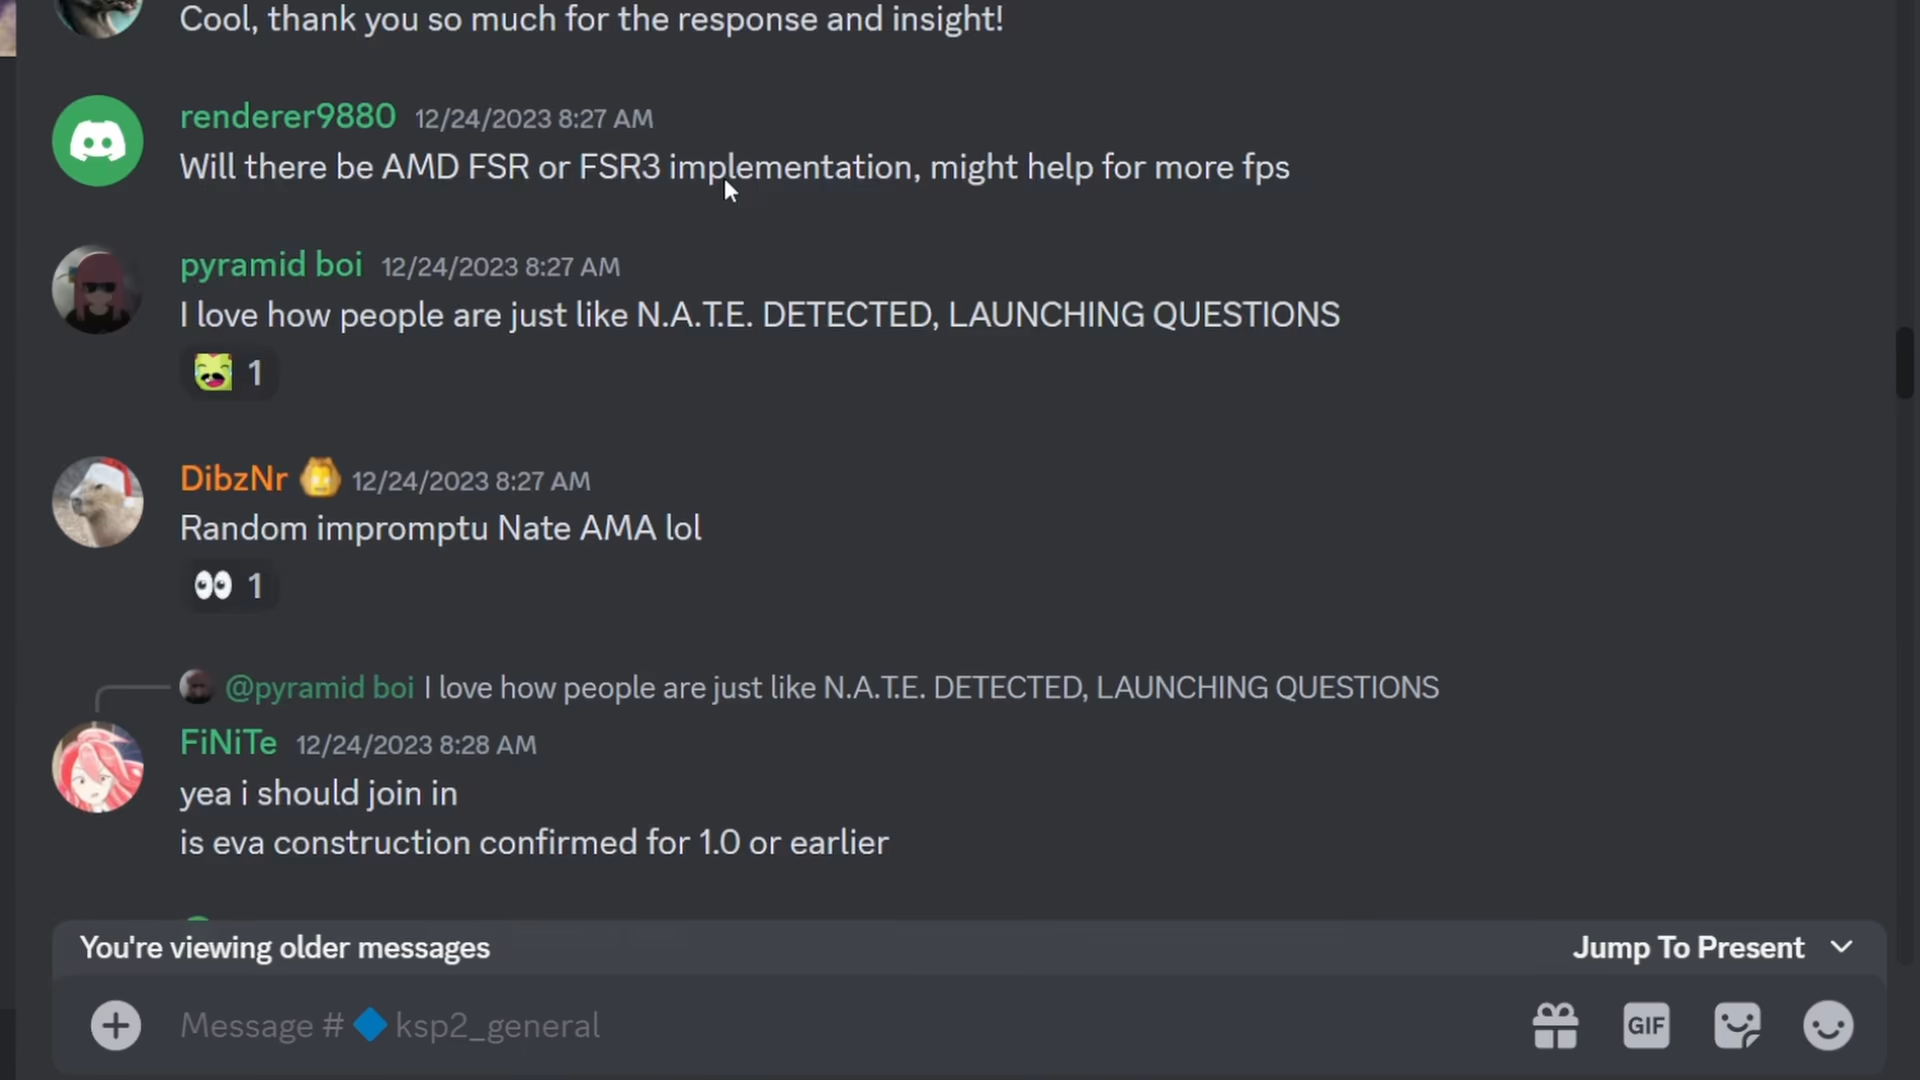 Cool, thank you so much for the response and insight!
renderer9880 12/24/2023 8:27 AM
Will there be AMD FSR or FSR3 implementation, might help for more fps
pyramid boi 12/24/2023 8:27 AM
I love how people are just like N.A.T.E. DETECTED, LAUNCHING QUESTIONS
1
DibzNr 12/24/2023 8:27 AM
Random impromptu Nate AMA lol
👀 1
@pyramid boi I love how people are just like N.A.T.E. DETECTED, LAUNCHING QUESTIONS
FiNiTe 12/24/2023 8:28 AM
yea i should join in
is eva construction confirmed for 1.0 or earlier
You're viewing older messages Jump To Present
Message # 🔷 ksp2_general GIF